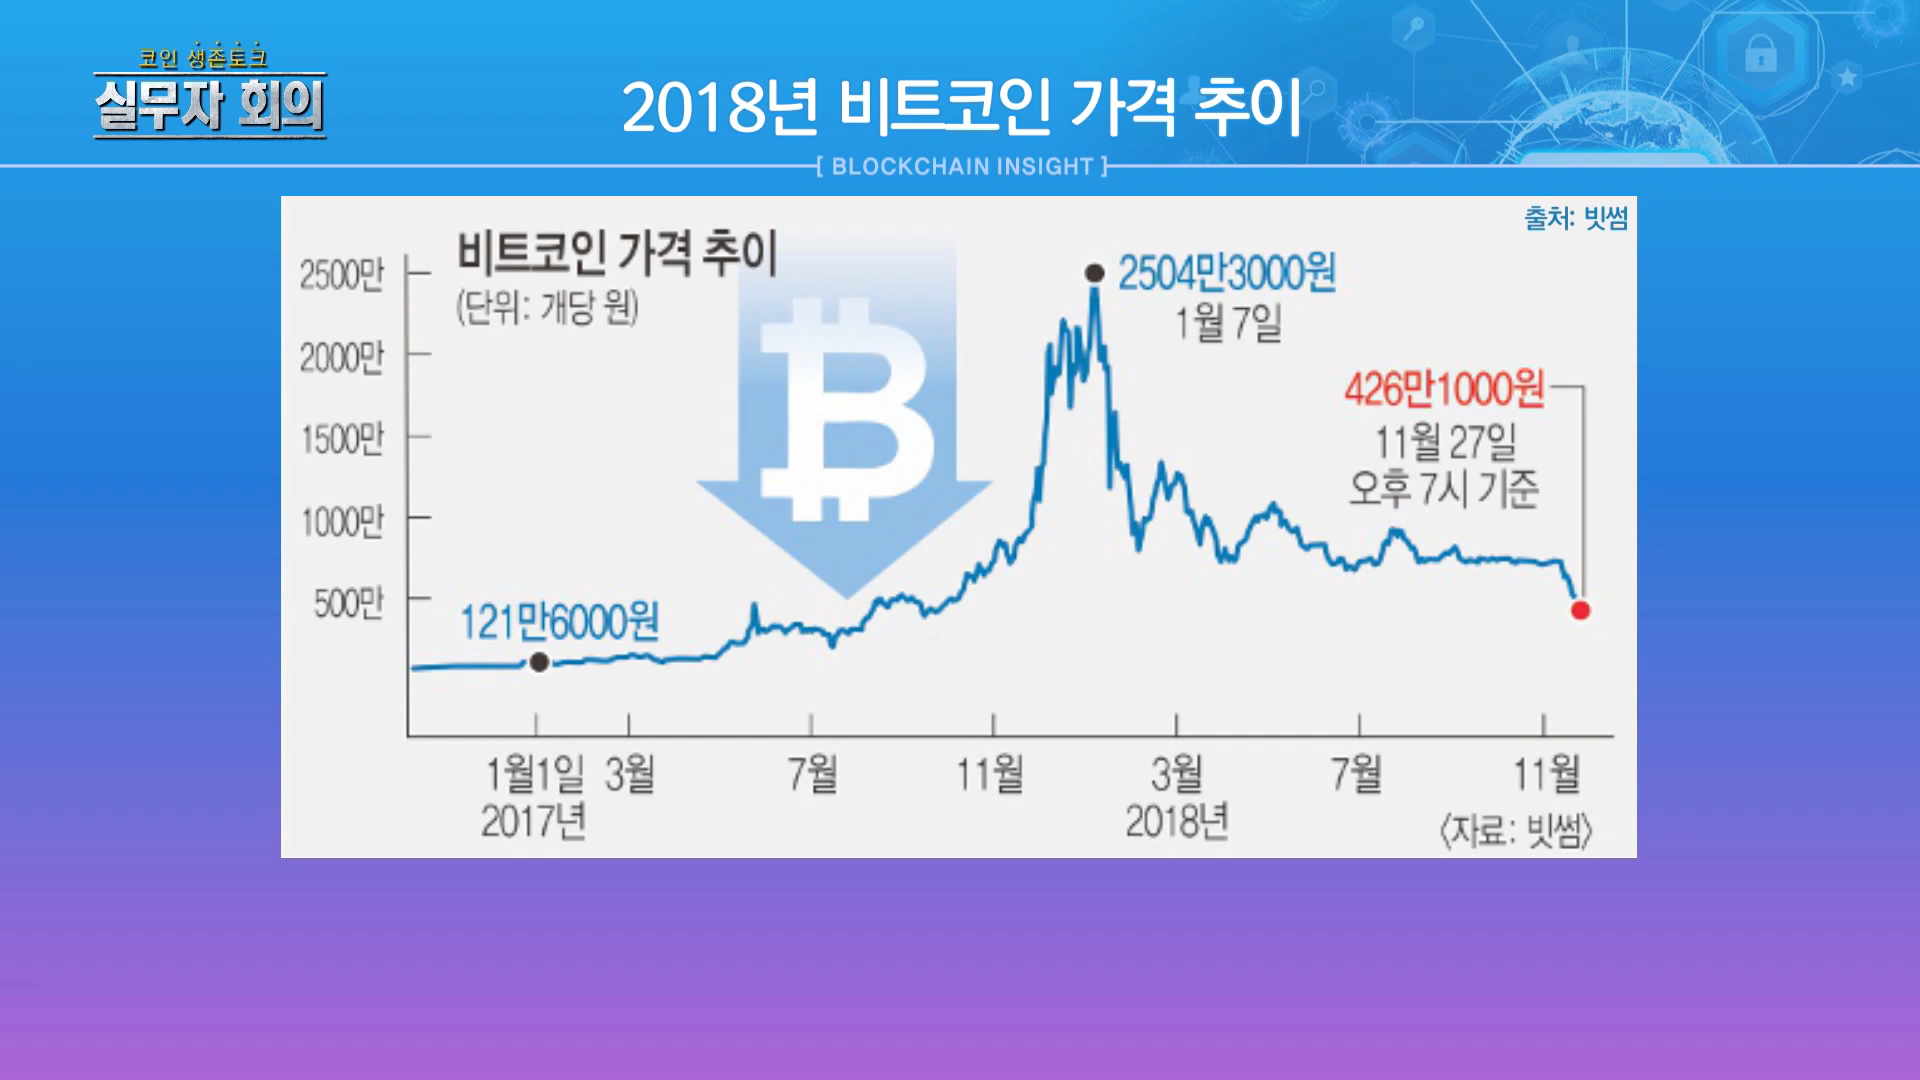 코인 생존토크
실무자 회의
2018년 비트코인 가격 추이
[ BLOCKCHAIN INSIGHT ]
출처: 빗썸
비트코인 가격 추이
(단위: 개당 원)
2500만
2000만
1500만
1000만
500만
121만6000원
2504만3000원
1월 7일
426만1000원
11월 27일
오후 7시 기준
1월1일 3월 7월 11월 3월 7월 11월
2017년 2018년
〈자료: 빗썸〉